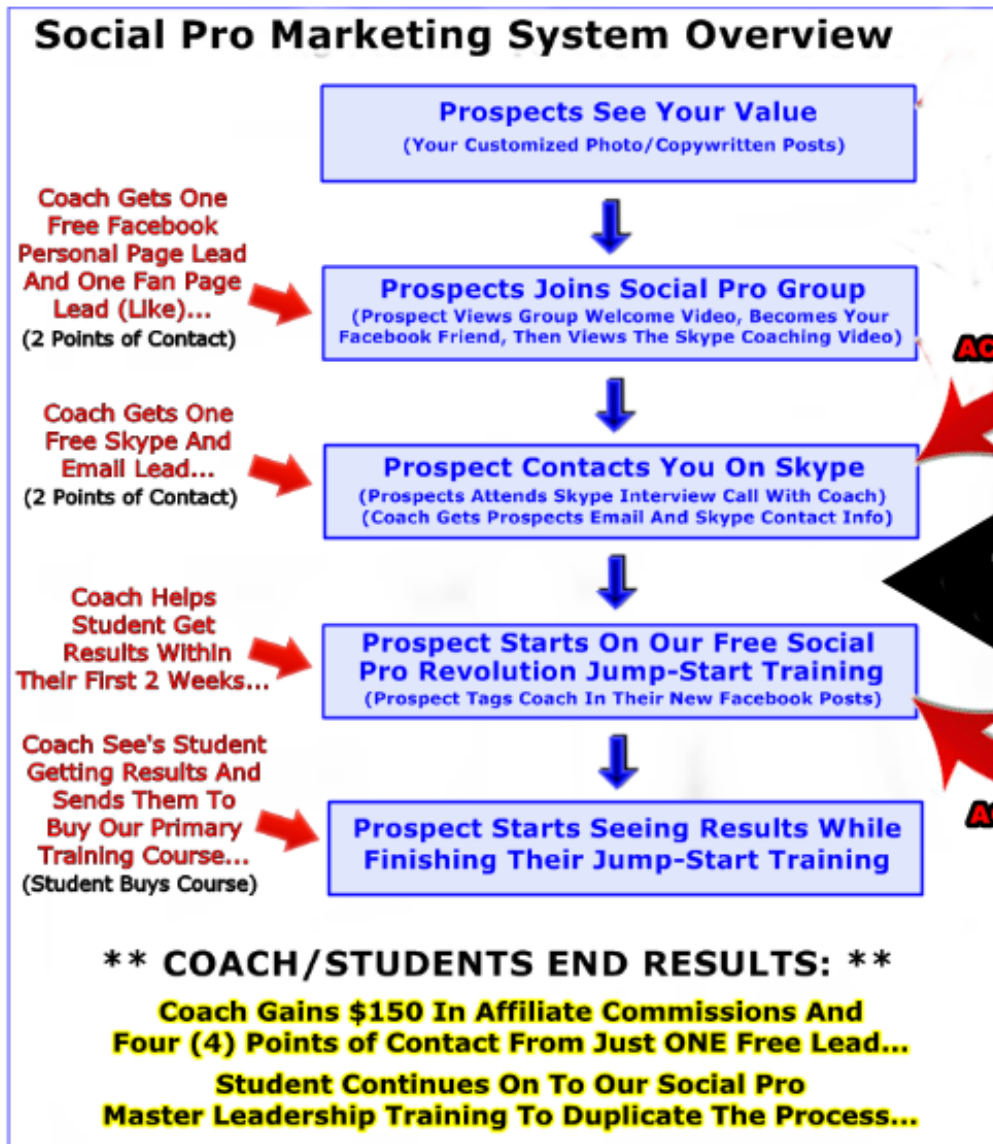 Social Pro Marketing System Overview
Prospects See Your Value
(Your Customized Photo/Copywritten Posts)
Coach Gets One
Free Facebook
Personal Page Lead
And One Fan Page
Lead (Like)...
(2 Points of Contact)
Prospects Joins Social Pro Group
(Prospect Views Group Welcome Video, Becomes Your
Facebook Friend, Then Views The Skype Coaching Video)
Coach Gets One
Free Skype And
Email Lead...
(2 Points of Contact)
Prospect Contacts You On Skype
(Prospects Attends Skype Interview Call With Coach)
(Coach Gets Prospects Email And Skype Contact Info)
Coach Helps
Student Get
Results Within
Their First 2 Weeks...
Prospect Starts On Our Free Social
Pro Revolution Jump-Start Training
(Prospect Tags Coach In Their New Facebook Posts)
Coach See's Student
Getting Results And
Sends Them To
Buy Our Primary
Training Course...
(Student Buys Course)
Prospect Starts Seeing Results While
Finishing Their Jump-Start Training
** COACH/STUDENTS END RESULTS: **
Coach Gains $150 In Affiliate Commissions And
Four (4) Points of Contact From Just ONE Free Lead...
Student Continues On To Our Social Pro
Master Leadership Training To Duplicate The Process...